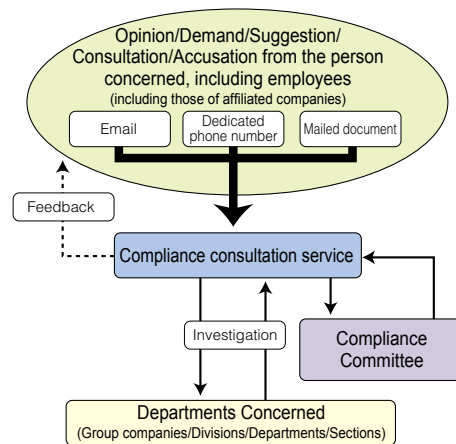 Opinion/Demand/Suggestion
/Consultation/Accusation from the person
concerned, including employees
(including those of affiliated companies)
Email
Dedicated
phone number
Mailed document
Feedback
Compliance consultation service
Investigation
Compliance
Committee
Departments Concerned
(Group companies/Divisions/Departments/Sections)